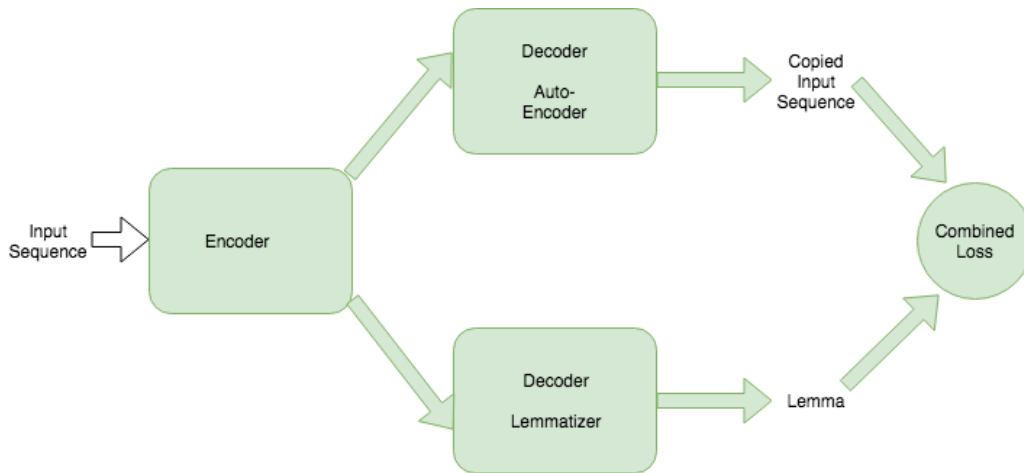 Decoder
Auto-
Encoder
Copied
Input
Sequence
Input
Sequence
Encoder
Combined
Loss
Decoder
Lemmatizer
Lemma